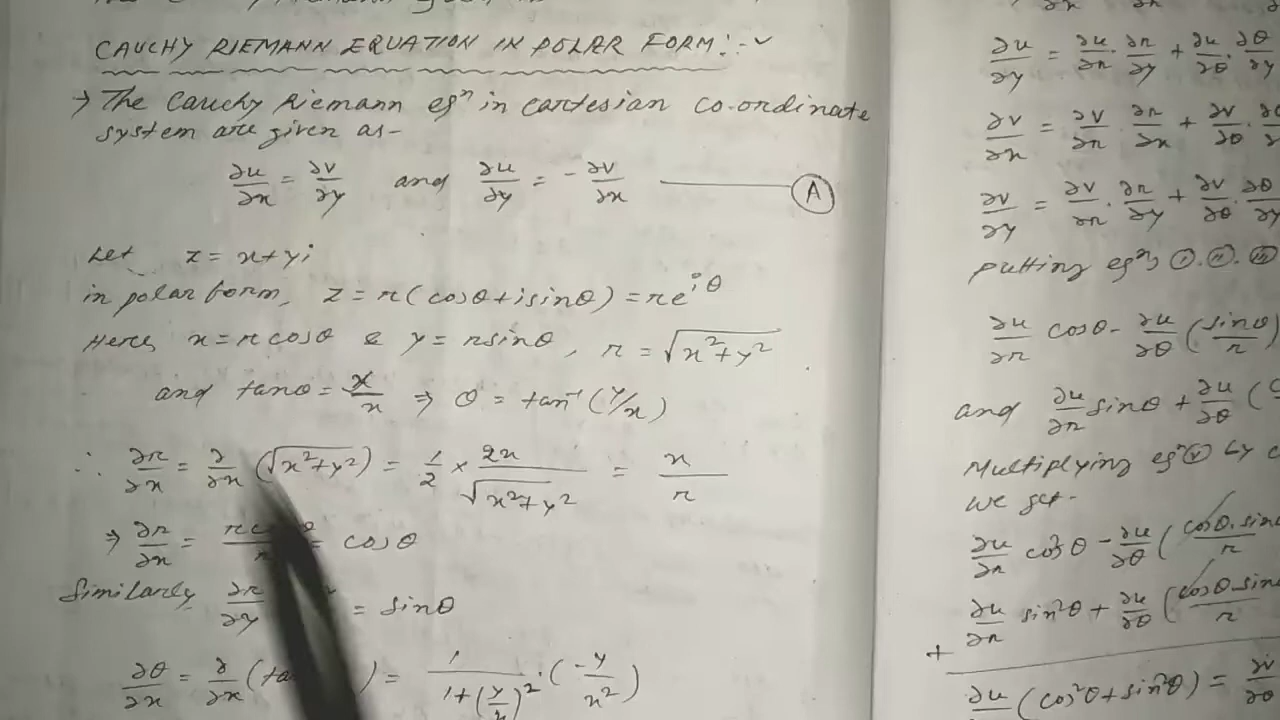 CAUCHY RIEMANN EQUATION IN POLAR FORM:-
→ The Cauchy Riemann eqⁿ in cartesian co-ordinate
system are given as-
∂u/∂x = ∂v/∂y and ∂u/∂y = -∂v/∂x — (A)
Let z = x+yi
in polar form, z = r(cosθ+isinθ) = re^iθ
Here, x = rcosθ & y = rsinθ, r = √(x²+y²)
and tanθ = y/x ⇒ θ = tan⁻¹(y/x)
∴ ∂r/∂x = ∂/∂x (√(x²+y²)) = 1/2 × 2x/√(x²+y²) = x/r
⇒ ∂r/∂x = = cosθ
Similarly ∂r/∂y = sinθ
∂θ/∂x = ∂/∂x ( ) = 1/(1+(y/x)²) · (-y/x²)
∂u/∂y = ∂u/∂r · ∂r/∂y + ∂u/∂θ · ∂θ/∂y
∂v/∂x = ∂v/∂r · ∂r/∂x + ∂v/∂θ ·
∂v/∂y = ∂v/∂r · ∂r/∂y + ∂v/∂θ · ∂θ/∂y
putting eqⁿs (i), (ii), (iii)
∂u/∂r cosθ - ∂u/∂θ (sinθ/r)
and ∂u/∂r sinθ + ∂u/∂θ (
Multiplying eqⁿ (v) by
we get-
∂u/∂r cos²θ - ∂u/∂θ (cosθ.sin
∂u/∂r sin²θ + ∂u/∂θ (cosθ.sin
+
∂u (cos²θ+sin²θ) = ∂v/∂θ